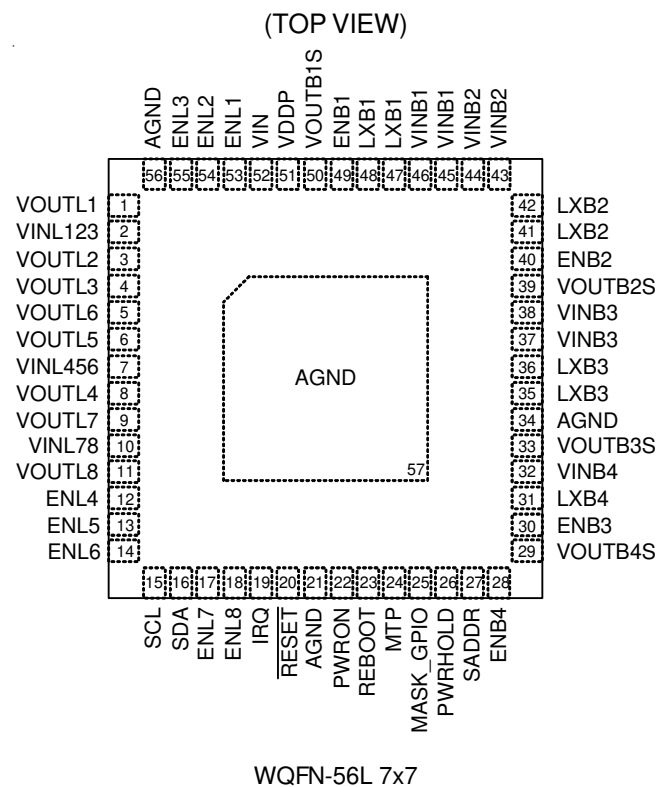 (TOP VIEW)
AGND
ENL3
ENL2
ENL1
VIN
VDDP
VOUTB1S
ENB1
LXB1
LXB1
VINB1
VINB1
VINB2
VINB2
56 55 54 53 52 51 50 49 48 47 46 45 44 43
VOUTL1 1
VINL123 2
VOUTL2 3
VOUTL3 4
VOUTL6 5
VOUTL5 6
VINL456 7
VOUTL4 8
VOUTL7 9
VINL78 10
VOUTL8 11
ENL4 12
ENL5 13
ENL6 14
AGND
57
42 LXB2
41 LXB2
40 ENB2
39 VOUTB2S
38 VINB3
37 VINB3
36 LXB3
35 LXB3
34 AGND
33 VOUTB3S
32 VINB4
31 LXB4
30 ENB3
29 VOUTB4S
15 16 17 18 19 20 21 22 23 24 25 26 27 28
SCL
SDA
ENL7
ENL8
IRQ
RESET
AGND
PWRON
REBOOT
MTP
MASK_GPIO
PWRHOLD
SADDR
ENB4
WQFN-56L 7x7